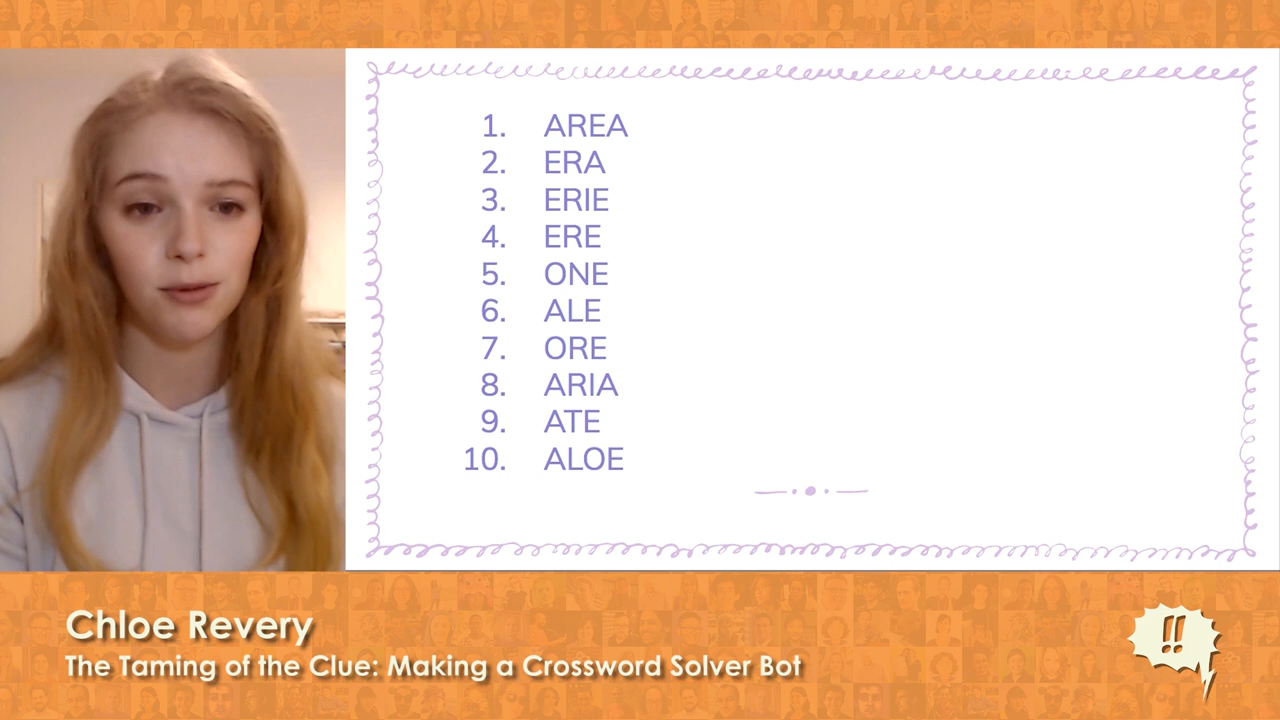 1. AREA
2. ERA
3. ERIE
4. ERE
5. ONE
6. ALE
7. ORE
8. ARIA
9. ATE
10. ALOE
Chloe Revery
The Taming of the Clue: Making a Crossword Solver Bot
!!